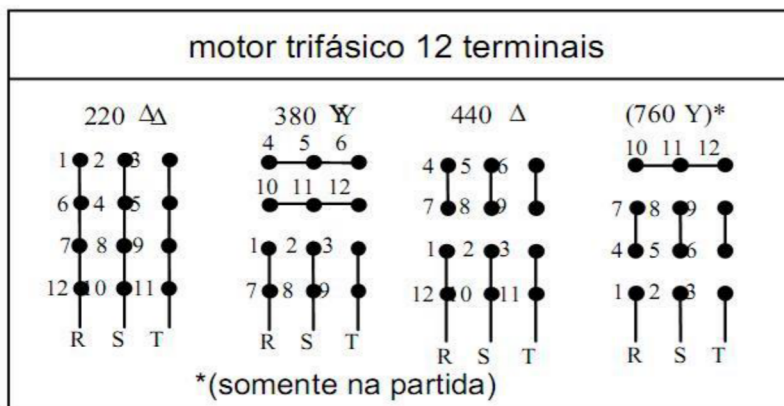 motor trifásico 12 terminais
220 ΔΔ
1 2 3
6 4 5
7 8 9
12 10 11
R S T
380 YY
4 5 6
10 11 12
1 2 3
7 8 9
R S T
440 Δ
4 5 6
7 8 9
1 2 3
12 10 11
R S T
(760 Y)*
10 11 12
7 8 9
4 5 6
1 2 3
R S T
*(somente na partida)